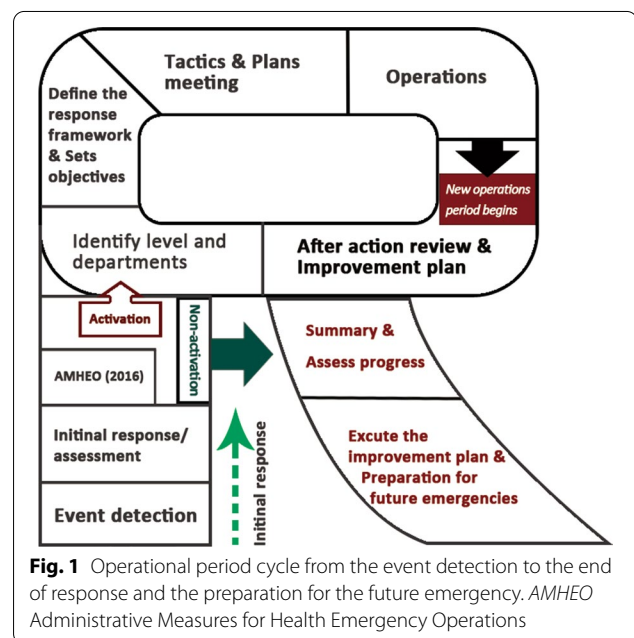 Tactics & Plans
meeting
Operations
Define the
response
framework
& Sets
objectives
New operations
period begins
Identify level and
departments
After action review &
Improvement plan
Activation
Non-activation
Summary &
Assess progress
AMHEO (2016)
Initinal response/
assessment
Initinal response
Excute the
improvement plan &
Preparation for
future emergencies
Event detection
Fig. 1 Operational period cycle from the event detection to the end
of response and the preparation for the future emergency. AMHEO
Administrative Measures for Health Emergency Operations